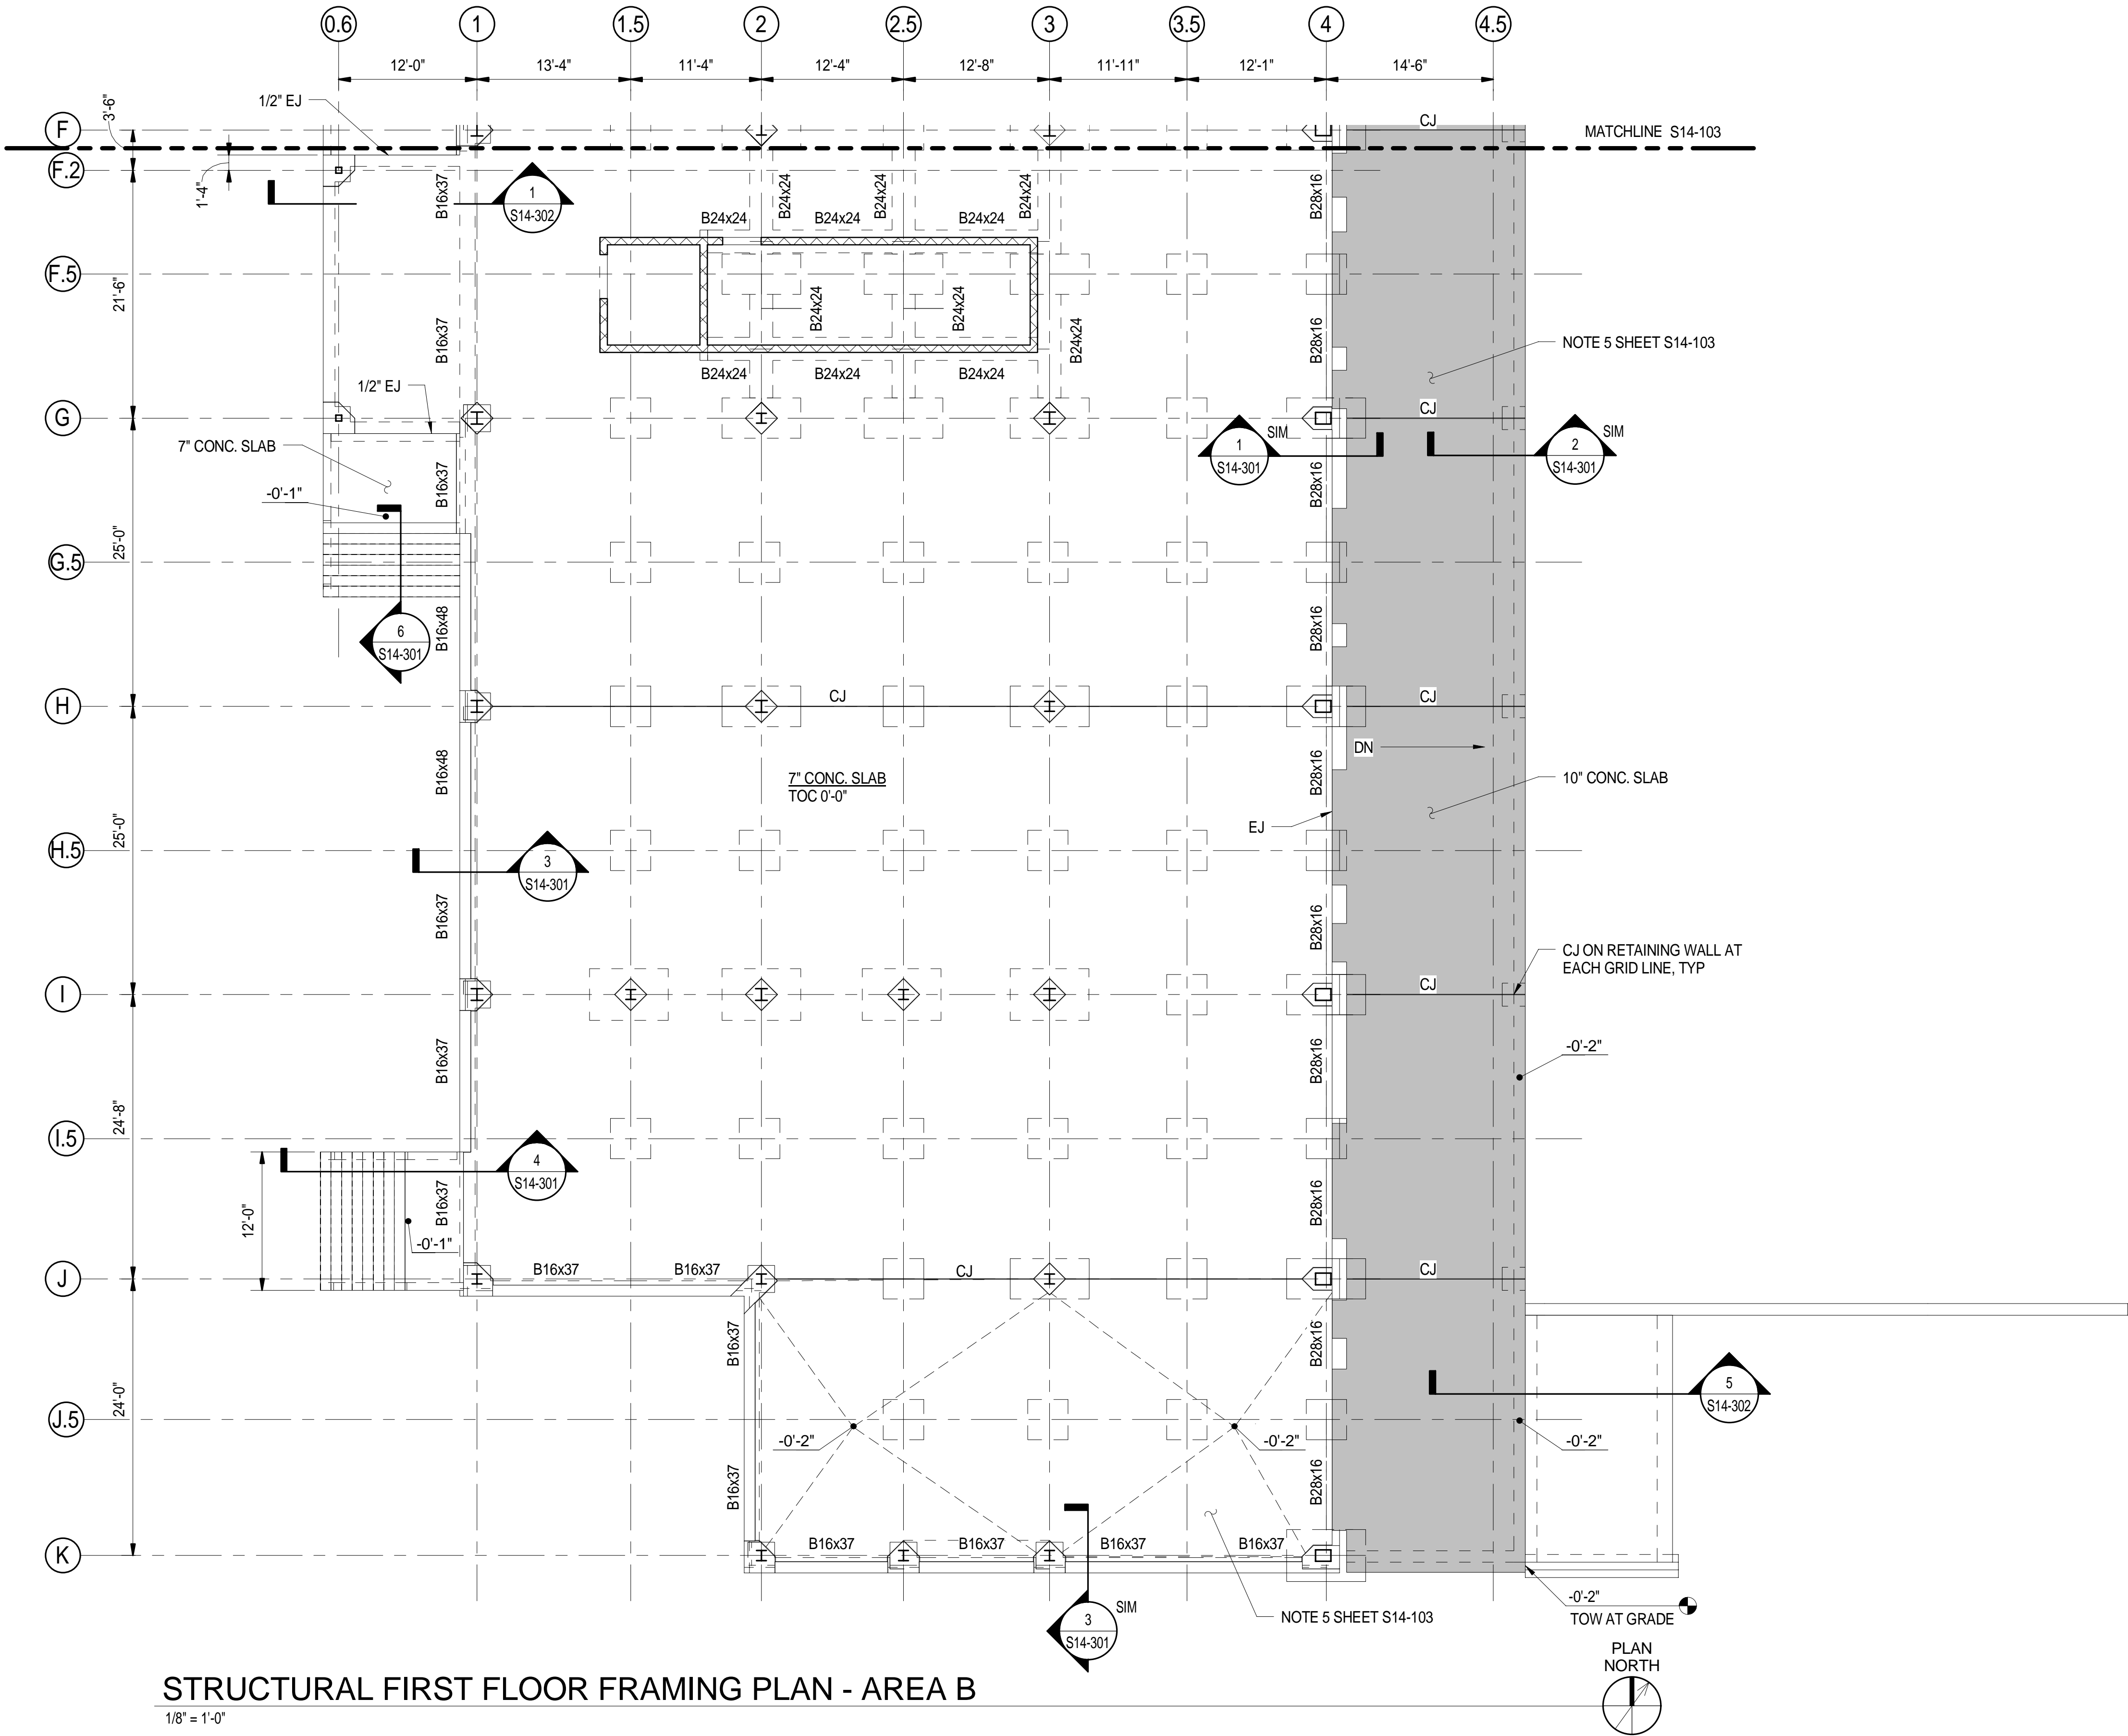 0.6
1
1.5
2
2.5
3
3.5
4
4.5
12'-0"
13'-4"
11'-4"
12'-4"
12'-8"
11'-11"
12'-1"
14'-6"
1/2" EJ
3'-6"
F
CJ
MATCHLINE S14-103
F.2
1'-4"
1
S14-302
B16x37
B24x24
B24x24
B24x24
B28x16
B24x24
B24x24
B24x24
F.5
21'-6"
B16x37
B24x24
B24x24
B24x24
B28x16
NOTE 5 SHEET S14-103
B24x24
B24x24
B24x24
1/2" EJ
G
CJ
7" CONC. SLAB
B16x37
1
S14-301
SIM
B28x16
2
S14-301
SIM
-0'-1"
25'-0"
G.5
B16x48
B28x16
6
S14-301
H
CJ
CJ
DN
B16x48
B28x16
7" CONC. SLAB
TOC 0'-0"
10" CONC. SLAB
25'-0"
EJ
H.5
3
S14-301
B16x37
B28x16
CJ ON RETAINING WALL AT
EACH GRID LINE, TYP
I
CJ
B16x37
B28x16
-0'-2"
24'-8"
I.5
4
S14-301
12'-0"
B16x37
B28x16
-0'-1"
J
B16x37
B16x37
CJ
CJ
B16x37
B28x16
24'-0"
5
S14-302
J.5
-0'-2"
-0'-2"
-0'-2"
B16x37
B28x16
K
B16x37
B16x37
B16x37
B16x37
-0'-2"
TOW AT GRADE
3
S14-301
SIM
NOTE 5 SHEET S14-103
PLAN
NORTH
STRUCTURAL FIRST FLOOR FRAMING PLAN - AREA B
1/8" = 1'-0"